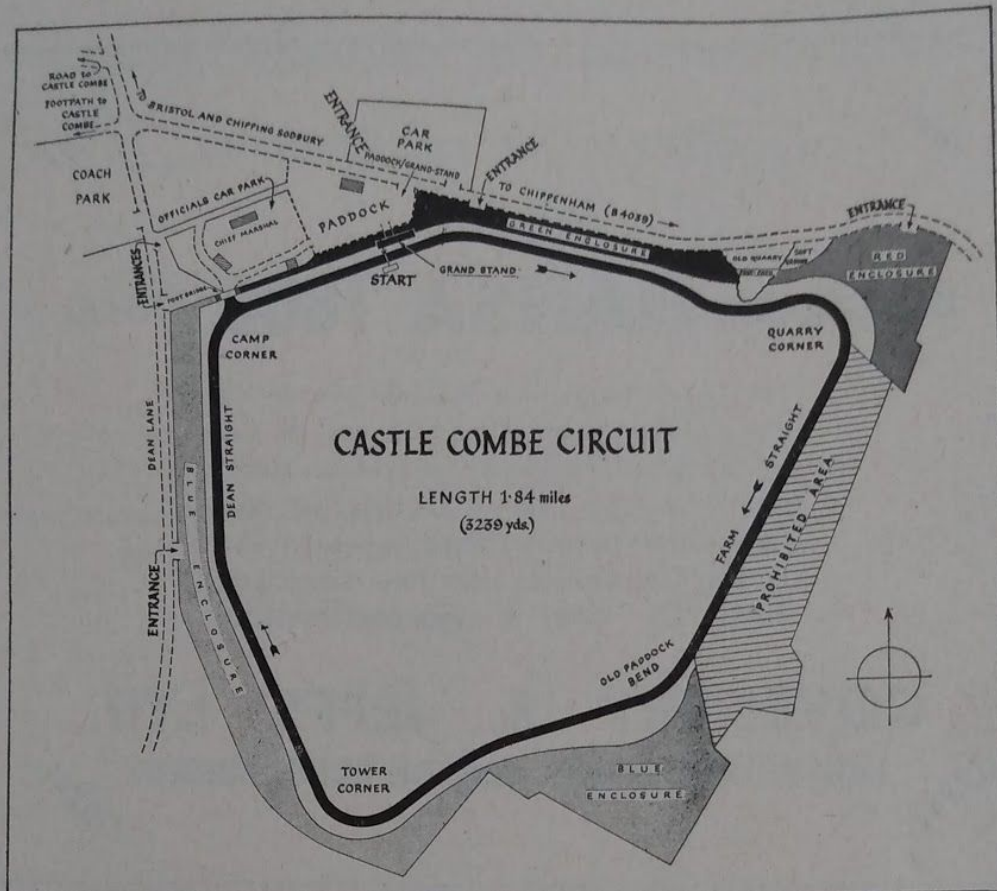 ROAD to
CASTLE COMBE
FOOTPATH to
CASTLE
COMBE
TO BRISTOL AND CHIPPING SODBURY
ENTRANCE
CAR
PARK
PADDOCK/GRAND-STAND
ENTRANCE
TO CHIPPENHAM (B4039)
ENTRANCE
COACH
PARK
OFFICIALS CAR PARK
CHIEF MARSHAL
PADDOCK
GREEN ENCLOSURE
OLD QUARRY
SOFT
RED
ENCLOSURE
ENTRANCES
FOOT BRIDGE
START
GRAND STAND
CAMP
CORNER
QUARRY
CORNER
DEAN LANE
DEAN STRAIGHT
BLUE ENCLOSURE
CASTLE COMBE CIRCUIT
LENGTH 1·84 miles
(3239 yds.)
FARM STRAIGHT
PROHIBITED AREA
ENTRANCE
OLD PADDOCK
BEND
TOWER
CORNER
BLUE
ENCLOSURE